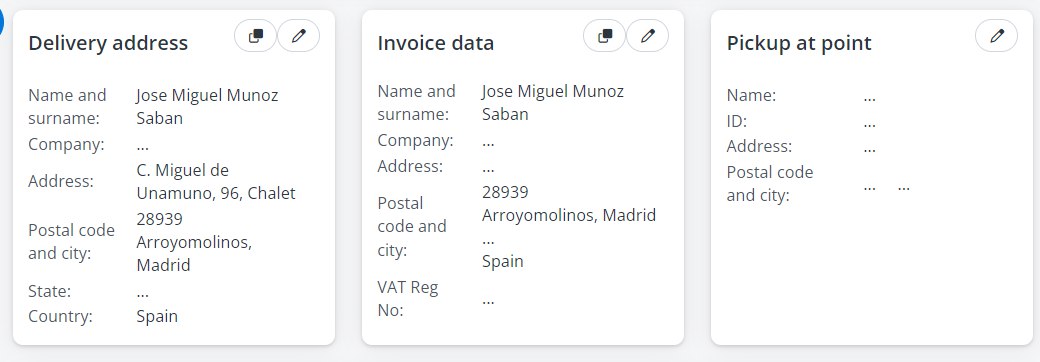 Delivery address
Name and
surname:
Jose Miguel Munoz
Saban
Company:
...
Address:
C. Miguel de
Unamuno, 96, Chalet
Postal code
and city:
28939
Arroyomolinos,
Madrid
State:
...
Country:
Spain
Invoice data
Name and
surname:
Jose Miguel Munoz
Saban
Company:
...
Address:
...
Postal
code and
city:
28939
Arroyomolinos, Madrid
...
Spain
VAT Reg
No:
...
Pickup at point
Name:
...
ID:
...
Address:
...
Postal code
and city:
... ...